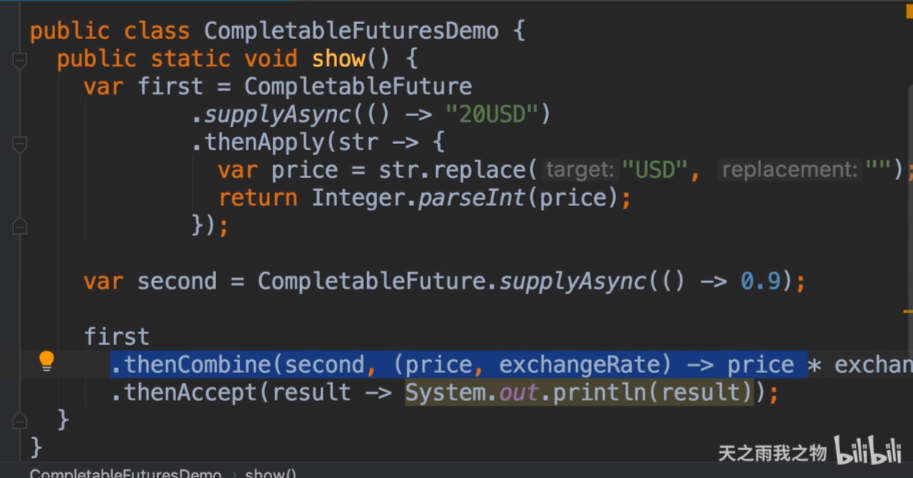 public class CompletableFuturesDemo {
public static void show() {
var first = CompletableFuture
.supplyAsync(() -> "20USD")
.thenApply(str -> {
var price = str.replace( target: "USD", replacement: "");
return Integer.parseInt(price);
});
var second = CompletableFuture.supplyAsync(() -> 0.9);
first
.thenCombine(second, (price, exchangeRate) -> price * exchan
.thenAccept(result -> System.out.println(result));
}
}
天之雨我之物 bilibili
CompletableFuturesDemo › show()